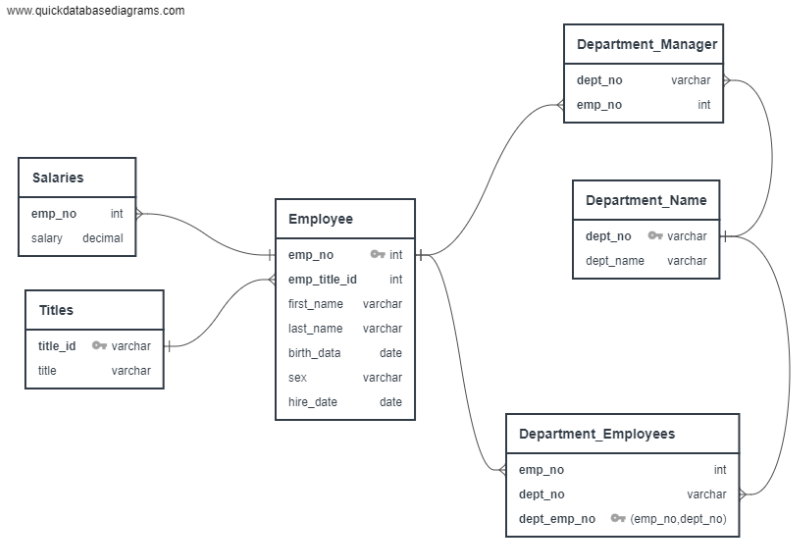 www.quickdatabasediagrams.com
Department_Manager
dept_no varchar
emp_no int
Salaries
emp_no int
salary decimal
Department_Name
dept_no varchar
dept_name varchar
Employee
emp_no int
emp_title_id int
first_name varchar
last_name varchar
birth_data date
sex varchar
hire_date date
Titles
title_id varchar
title varchar
Department_Employees
emp_no int
dept_no varchar
dept_emp_no (emp_no,dept_no)